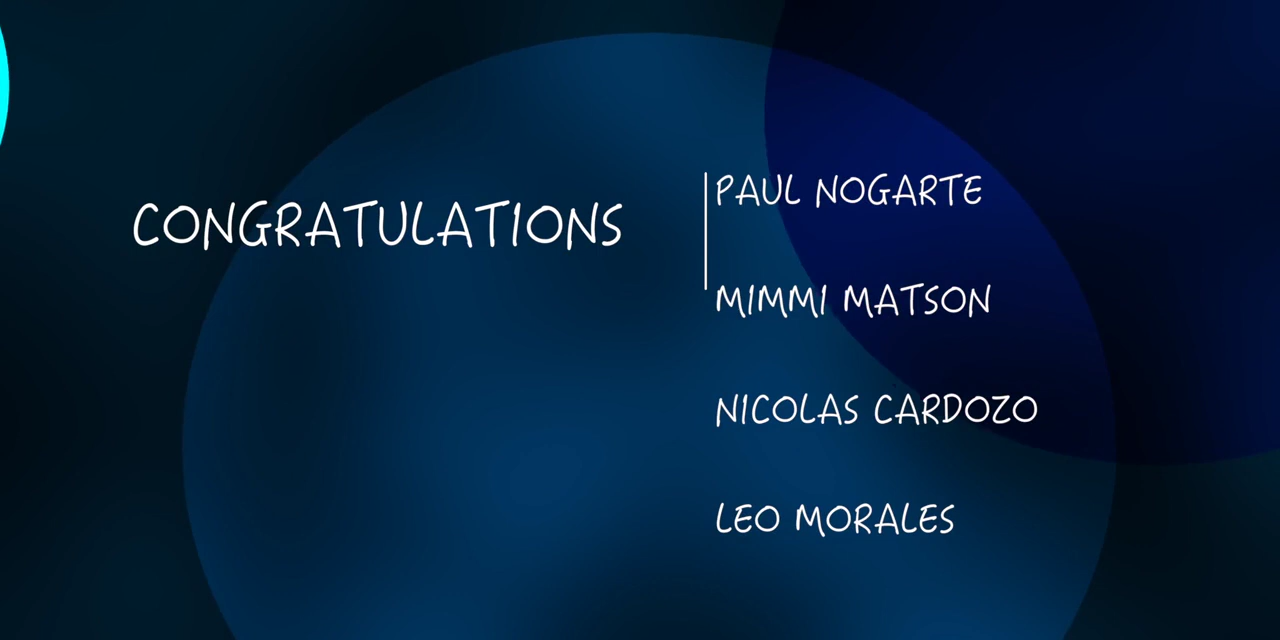 CONGRATULATIONS
PAUL NOGARTE
MIMMI MATSON
NICOLAS CARDOZO
LEO MORALES